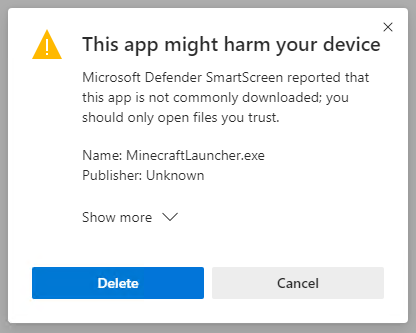 This app might harm your device
Microsoft Defender SmartScreen reported that
this app is not commonly downloaded; you
should only open files you trust.
Name: MinecraftLauncher.exe
Publisher: Unknown
Show more
Delete
Cancel